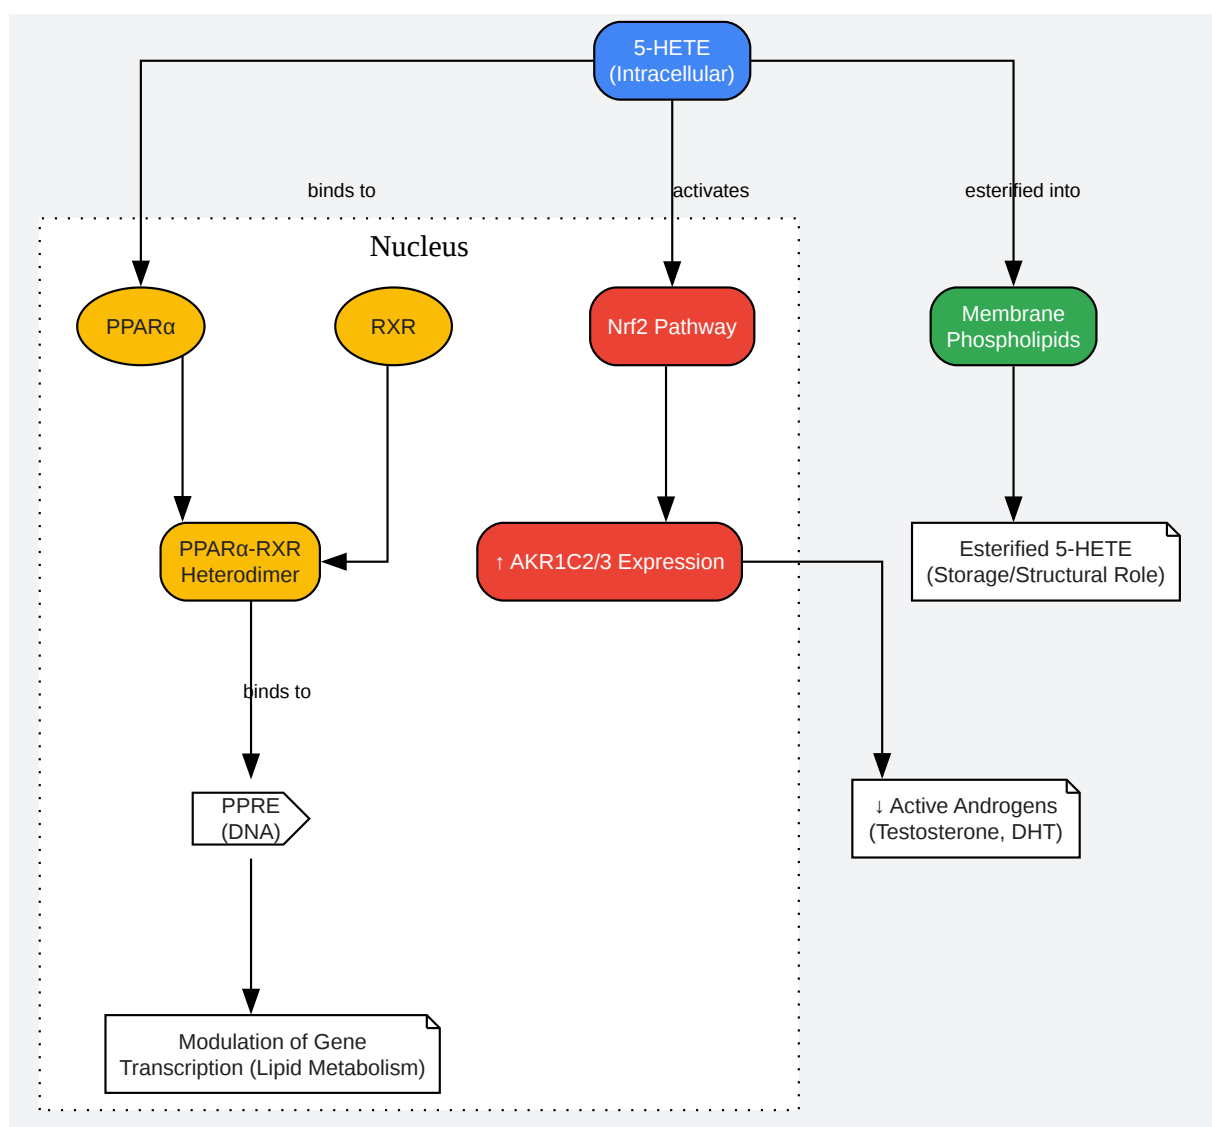 5-HETE
(Intracellular)
binds to
activates
esterified into
Nucleus
PPARα
RXR
Nrf2 Pathway
Membrane
Phospholipids
PPARα-RXR
Heterodimer
↑ AKR1C2/3 Expression
Esterified 5-HETE
(Storage/Structural Role)
binds to
PPRE
(DNA)
↓ Active Androgens
(Testosterone, DHT)
Modulation of Gene
Transcription (Lipid Metabolism)